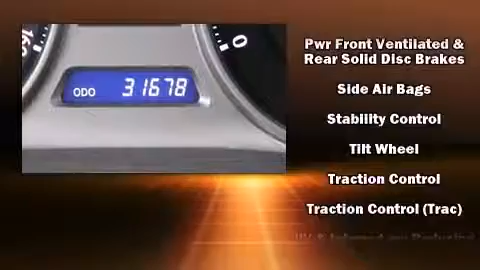 160
0
ODO 31678
Pwr Front Ventilated &
Rear Solid Disc Brakes
Side Air Bags
Stability Control
Tilt Wheel
Traction Control
Traction Control (Trac)